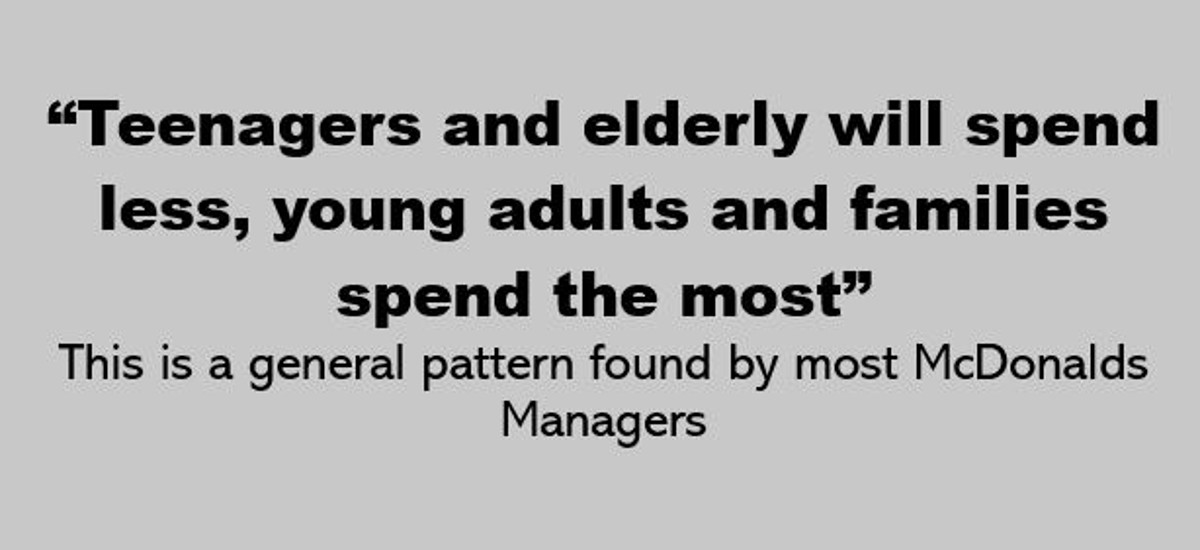 “Teenagers and elderly will spend
less, young adults and families
spend the most”
This is a general pattern found by most McDonalds
Managers